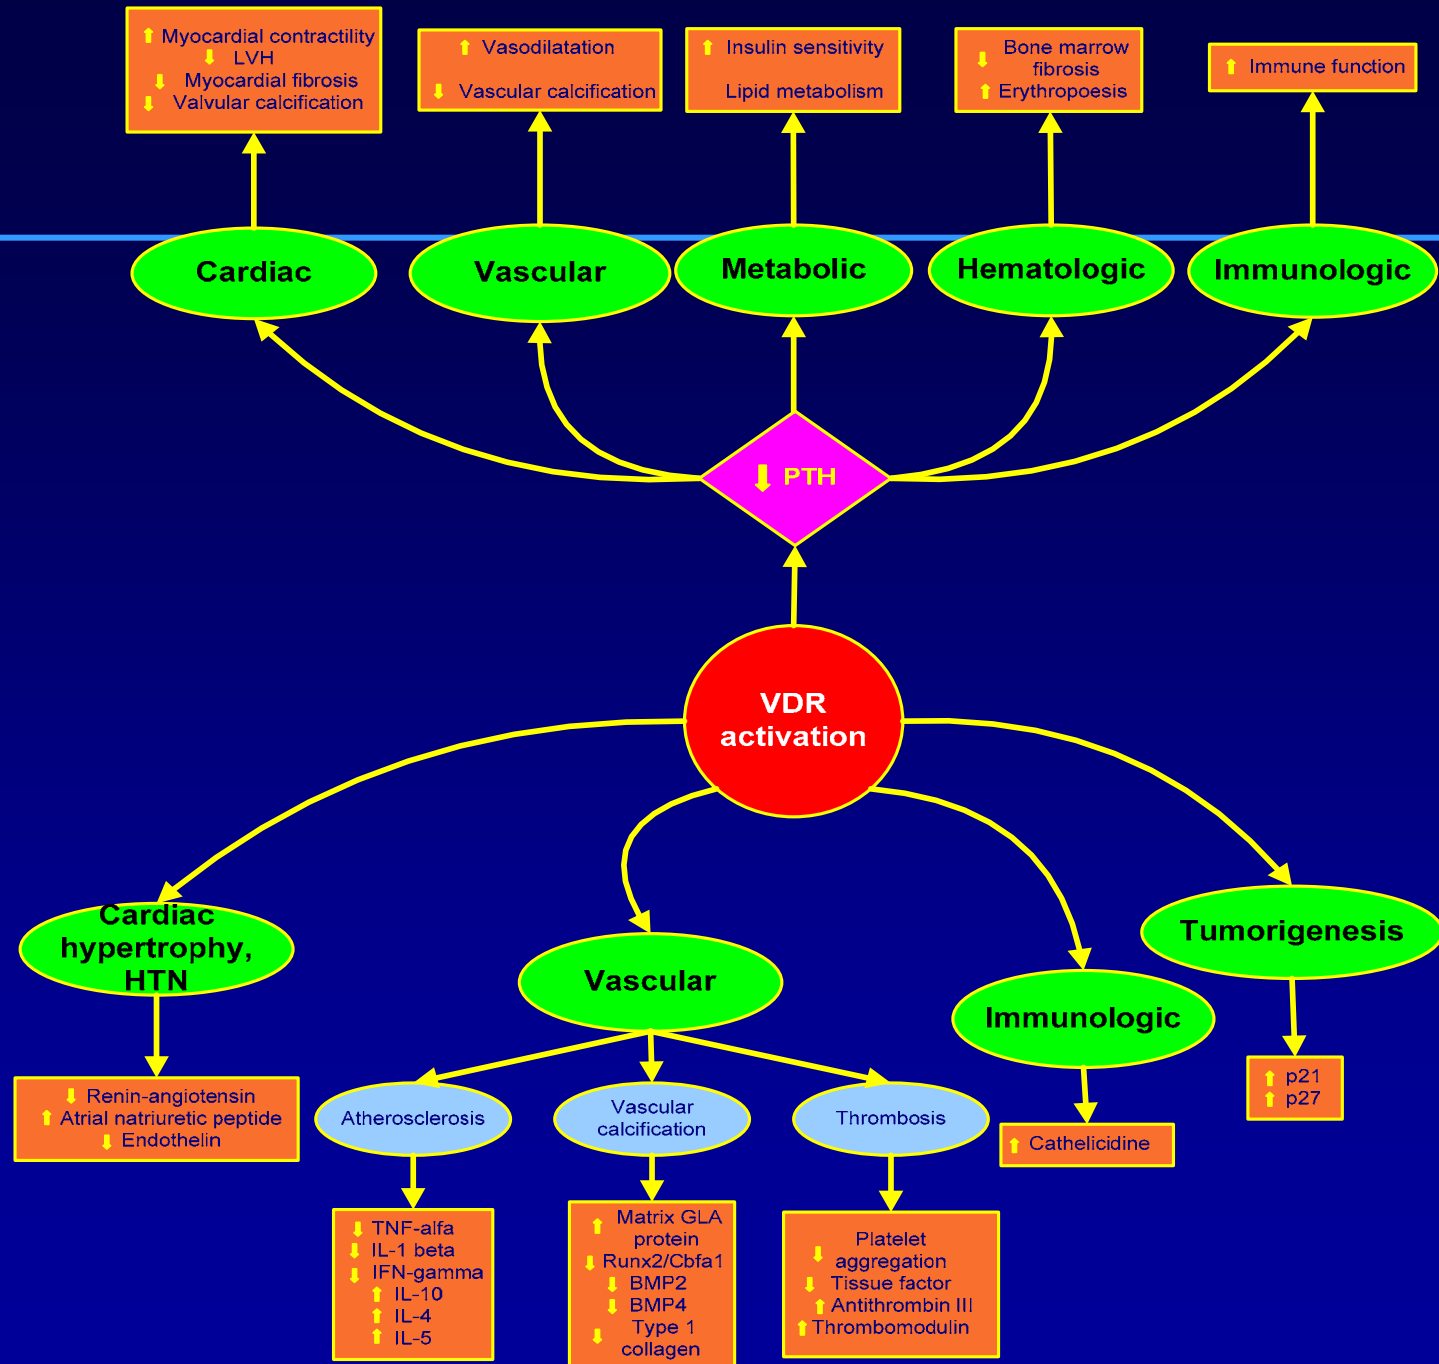 ⬆ Myocardial contractility
⬇ LVH
⬇ Myocardial fibrosis
⬇ Valvular calcification
⬆ Vasodilatation
⬇ Vascular calcification
⬆ Insulin sensitivity
Lipid metabolism
⬇ Bone marrow
fibrosis
⬆ Erythropoesis
⬆ Immune function
Cardiac
Vascular
Metabolic
Hematologic
Immunologic
⬇ PTH
VDR
activation
Cardiac
hypertrophy,
HTN
Vascular
Immunologic
Tumorigenesis
⬇ Renin-angiotensin
⬆ Atrial natriuretic peptide
⬇ Endothelin
Atherosclerosis
Vascular
calcification
Thrombosis
⬆ Cathelicidine
⬆ p21
⬆ p27
⬇ TNF-alfa
⬇ IL-1 beta
⬇ IFN-gamma
⬆ IL-10
⬆ IL-4
⬆ IL-5
⬆ Matrix GLA
protein
⬇ Runx2/Cbfa1
⬇ BMP2
⬇ BMP4
⬇ Type 1
collagen
Platelet
⬇ aggregation
⬇ Tissue factor
⬆ Antithrombin III
⬆ Thrombomodulin